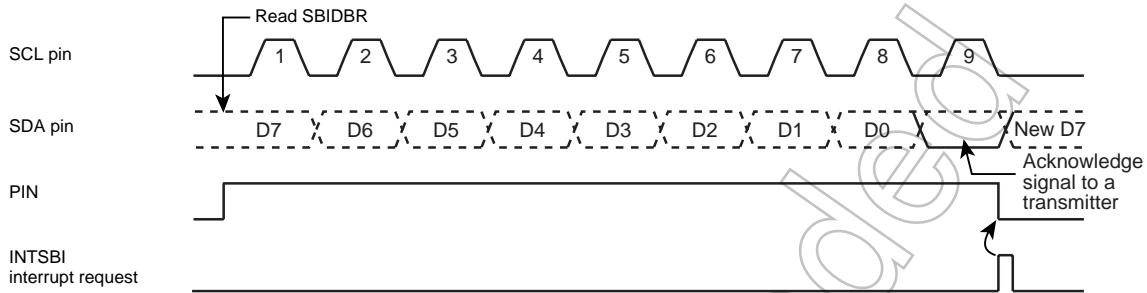 Read SBIDBR
SCL pin
1 2 3 4 5 6 7 8 9
SDA pin
D7 D6 D5 D4 D3 D2 D1 D0 New D7
Acknowledge
signal to a
transmitter
PIN
INTSBI
interrupt request
ded